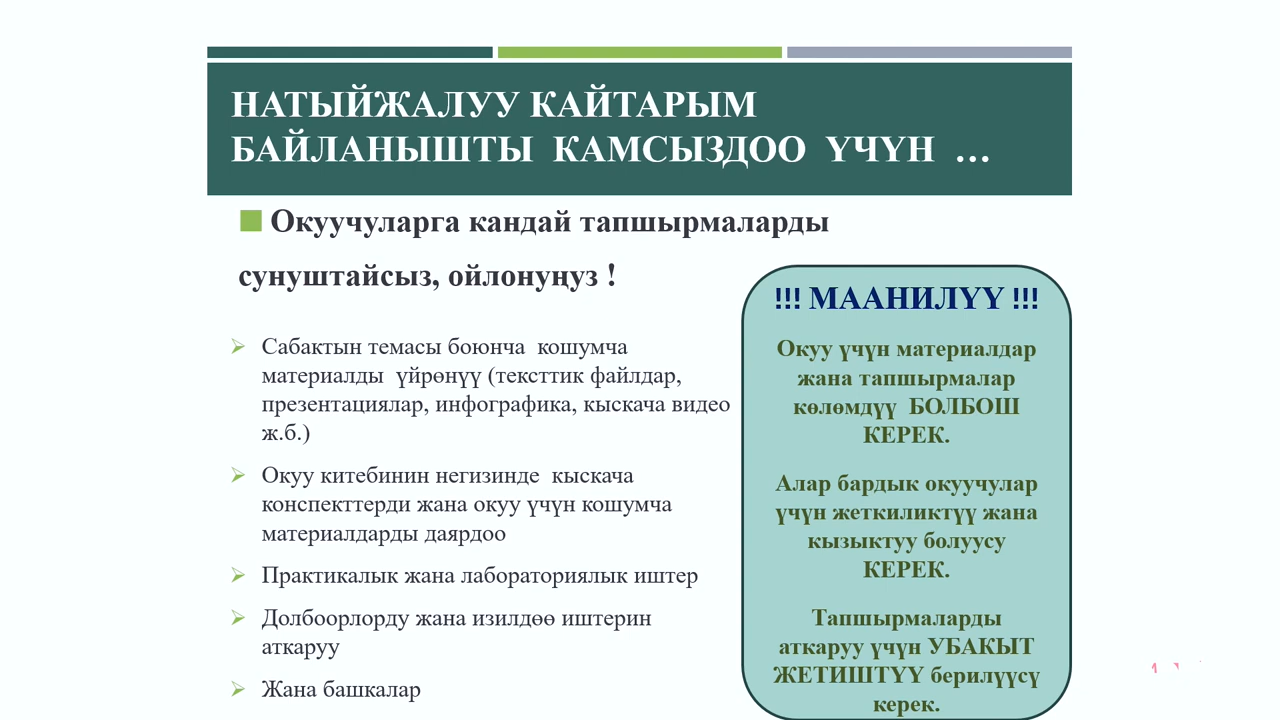 НАТЫЙЖАЛУУ КАЙТАРЫМ
БАЙЛАНЫШТЫ КАМСЫЗДОО ҮЧҮН …
Окуучуларга кандай тапшырмаларды
сунуштайсыз, ойлонуңуз !
Сабактын темасы боюнча кошумча
материалды үйрөнүү (тексттик файлдар,
презентациялар, инфографика, кыскача видео
ж.б.)
Окуу китебинин негизинде кыскача
конспекттерди жана окуу үчүн кошумча
материалдарды даярдоо
Практикалык жана лабораториялык иштер
Долбоорлорду жана изилдөө иштерин
аткаруу
Жана башкалар
!!! МААНИЛҮҮ !!!
Окуу үчүн материалдар
жана тапшырмалар
көлөмдүү БОЛБОШ
КЕРЕК.
Алар бардык окуучулар
үчүн жеткиликтүү жана
кызыктуу болуусу
КЕРЕК.
Тапшырмаларды
аткаруу үчүн УБАКЫТ
ЖЕТИШТҮҮ берилүүсү
керек.